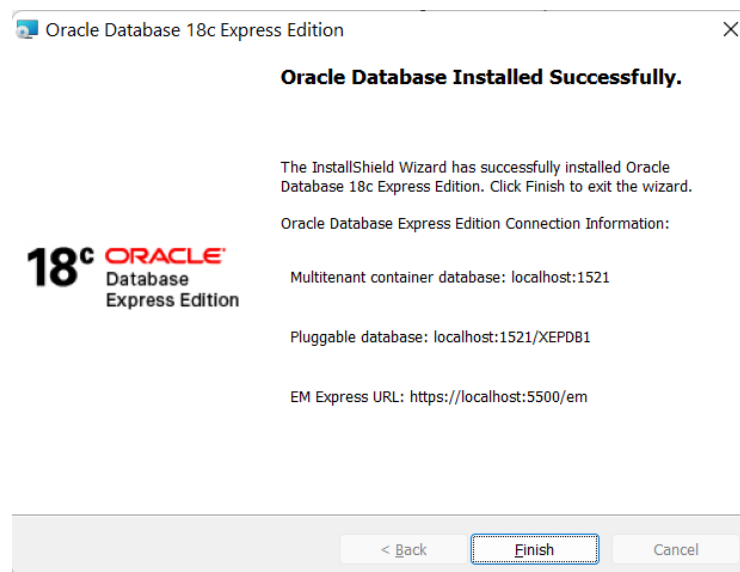 Oracle Database 18c Express Edition
Oracle Database Installed Successfully.
The InstallShield Wizard has successfully installed Oracle
Database 18c Express Edition. Click Finish to exit the wizard.
Oracle Database Express Edition Connection Information:
18c ORACLE
Database
Express Edition
Multitenant container database: localhost:1521
Pluggable database: localhost:1521/XEPDB1
EM Express URL: https://localhost:5500/em
< Back
Finish
Cancel